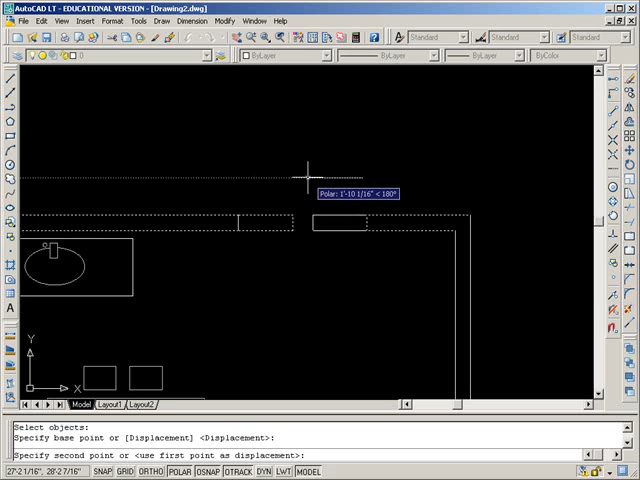 AutoCAD LT - EDUCATIONAL VERSION - [Drawing2.dwg]
File Edit View Insert Format Tools Draw Dimension Modify Window Help
Standard Standard Standard
0 ByLayer ByLayer ByLayer ByColor
Polar: 1'-10 1/16" < 180°
Y
X
A
Model Layout1 Layout2
Select objects:
Specify base point or [Displacement] <Displacement>:
Specify second point or <use first point as displacement>:
27'-2 1/16", 28'-2 7/16" SNAP GRID ORTHO POLAR OSNAP OTRACK DYN LWT MODEL